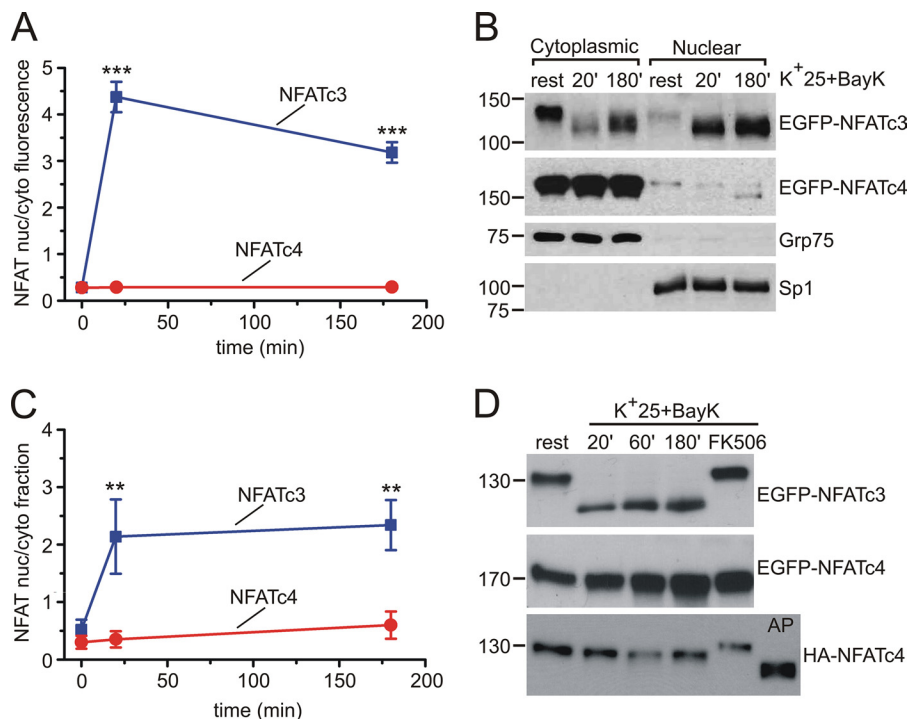 A
NFAT nuc/cyto fluorescence
5
4
3
2
1
0
***
***
NFATc3
NFATc4
0 50 100 150 200
time (min)
B
Cytoplasmic Nuclear
rest 20' 180' rest 20' 180' K+25+BayK
150
100
EGFP-NFATc3
150
EGFP-NFATc4
75
Grp75
100
75
Sp1
C
NFAT nuc/cyto fraction
4
3
2
1
0
**
**
NFATc3
NFATc4
0 50 100 150 200
time (min)
D
K+25+BayK
rest 20' 60' 180' FK506
130
EGFP-NFATc3
170
EGFP-NFATc4
130
AP
HA-NFATc4